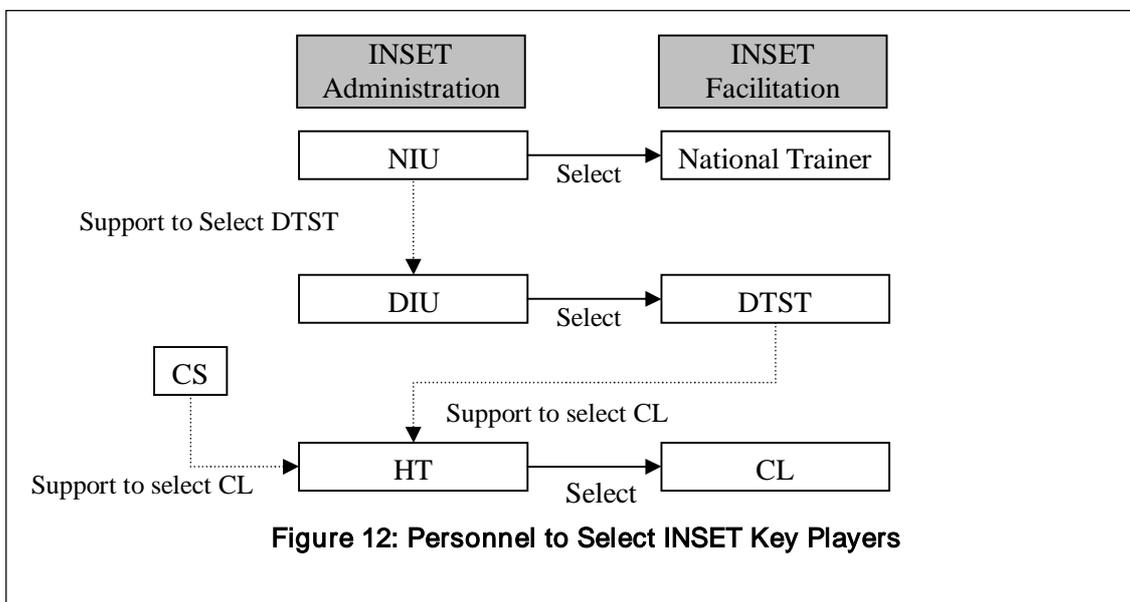 INSET
Administration
INSET
Facilitation
NIU
Select
National Trainer
Support to Select DTST
DIU
Select
DTST
CS
Support to select CL
Support to select CL
HT
Select
CL
Figure 12: Personnel to Select INSET Key Players